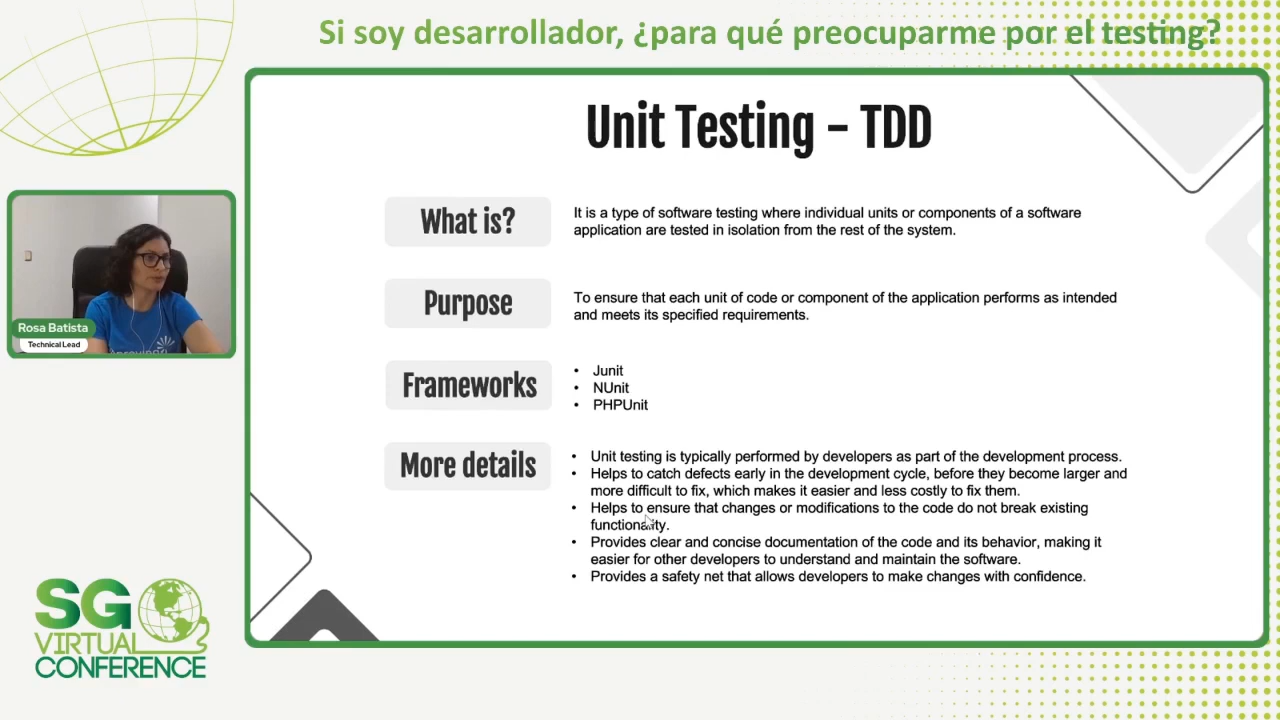 Si soy desarrollador, ¿para qué preocuparme por el testing?
Unit Testing - TDD
What is?
It is a type of software testing where individual units or components of a software
application are tested in isolation from the rest of the system.
Purpose
To ensure that each unit of code or component of the application performs as intended
and meets its specified requirements.
Frameworks
• Junit
• NUnit
• PHPUnit
More details
• Unit testing is typically performed by developers as part of the development process.
• Helps to catch defects early in the development cycle, before they become larger and
more difficult to fix, which makes it easier and less costly to fix them.
• Helps to ensure that changes or modifications to the code do not break existing
functionality.
• Provides clear and concise documentation of the code and its behavior, making it
easier for other developers to understand and maintain the software.
• Provides a safety net that allows developers to make changes with confidence.
Rosa Batista
Technical Lead
SG
VIRTUAL
CONFERENCE